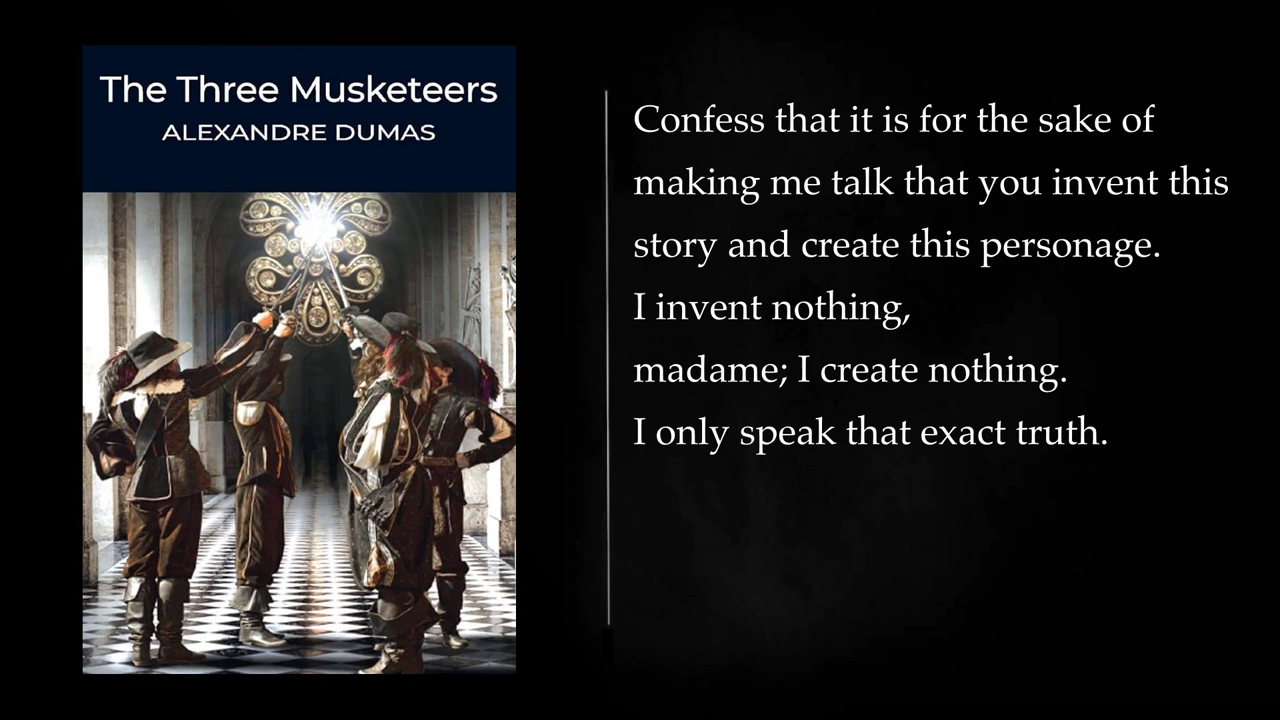 The Three Musketeers
ALEXANDRE DUMAS
Confess that it is for the sake of
making me talk that you invent this
story and create this personage.
I invent nothing,
madame; I create nothing.
I only speak that exact truth.